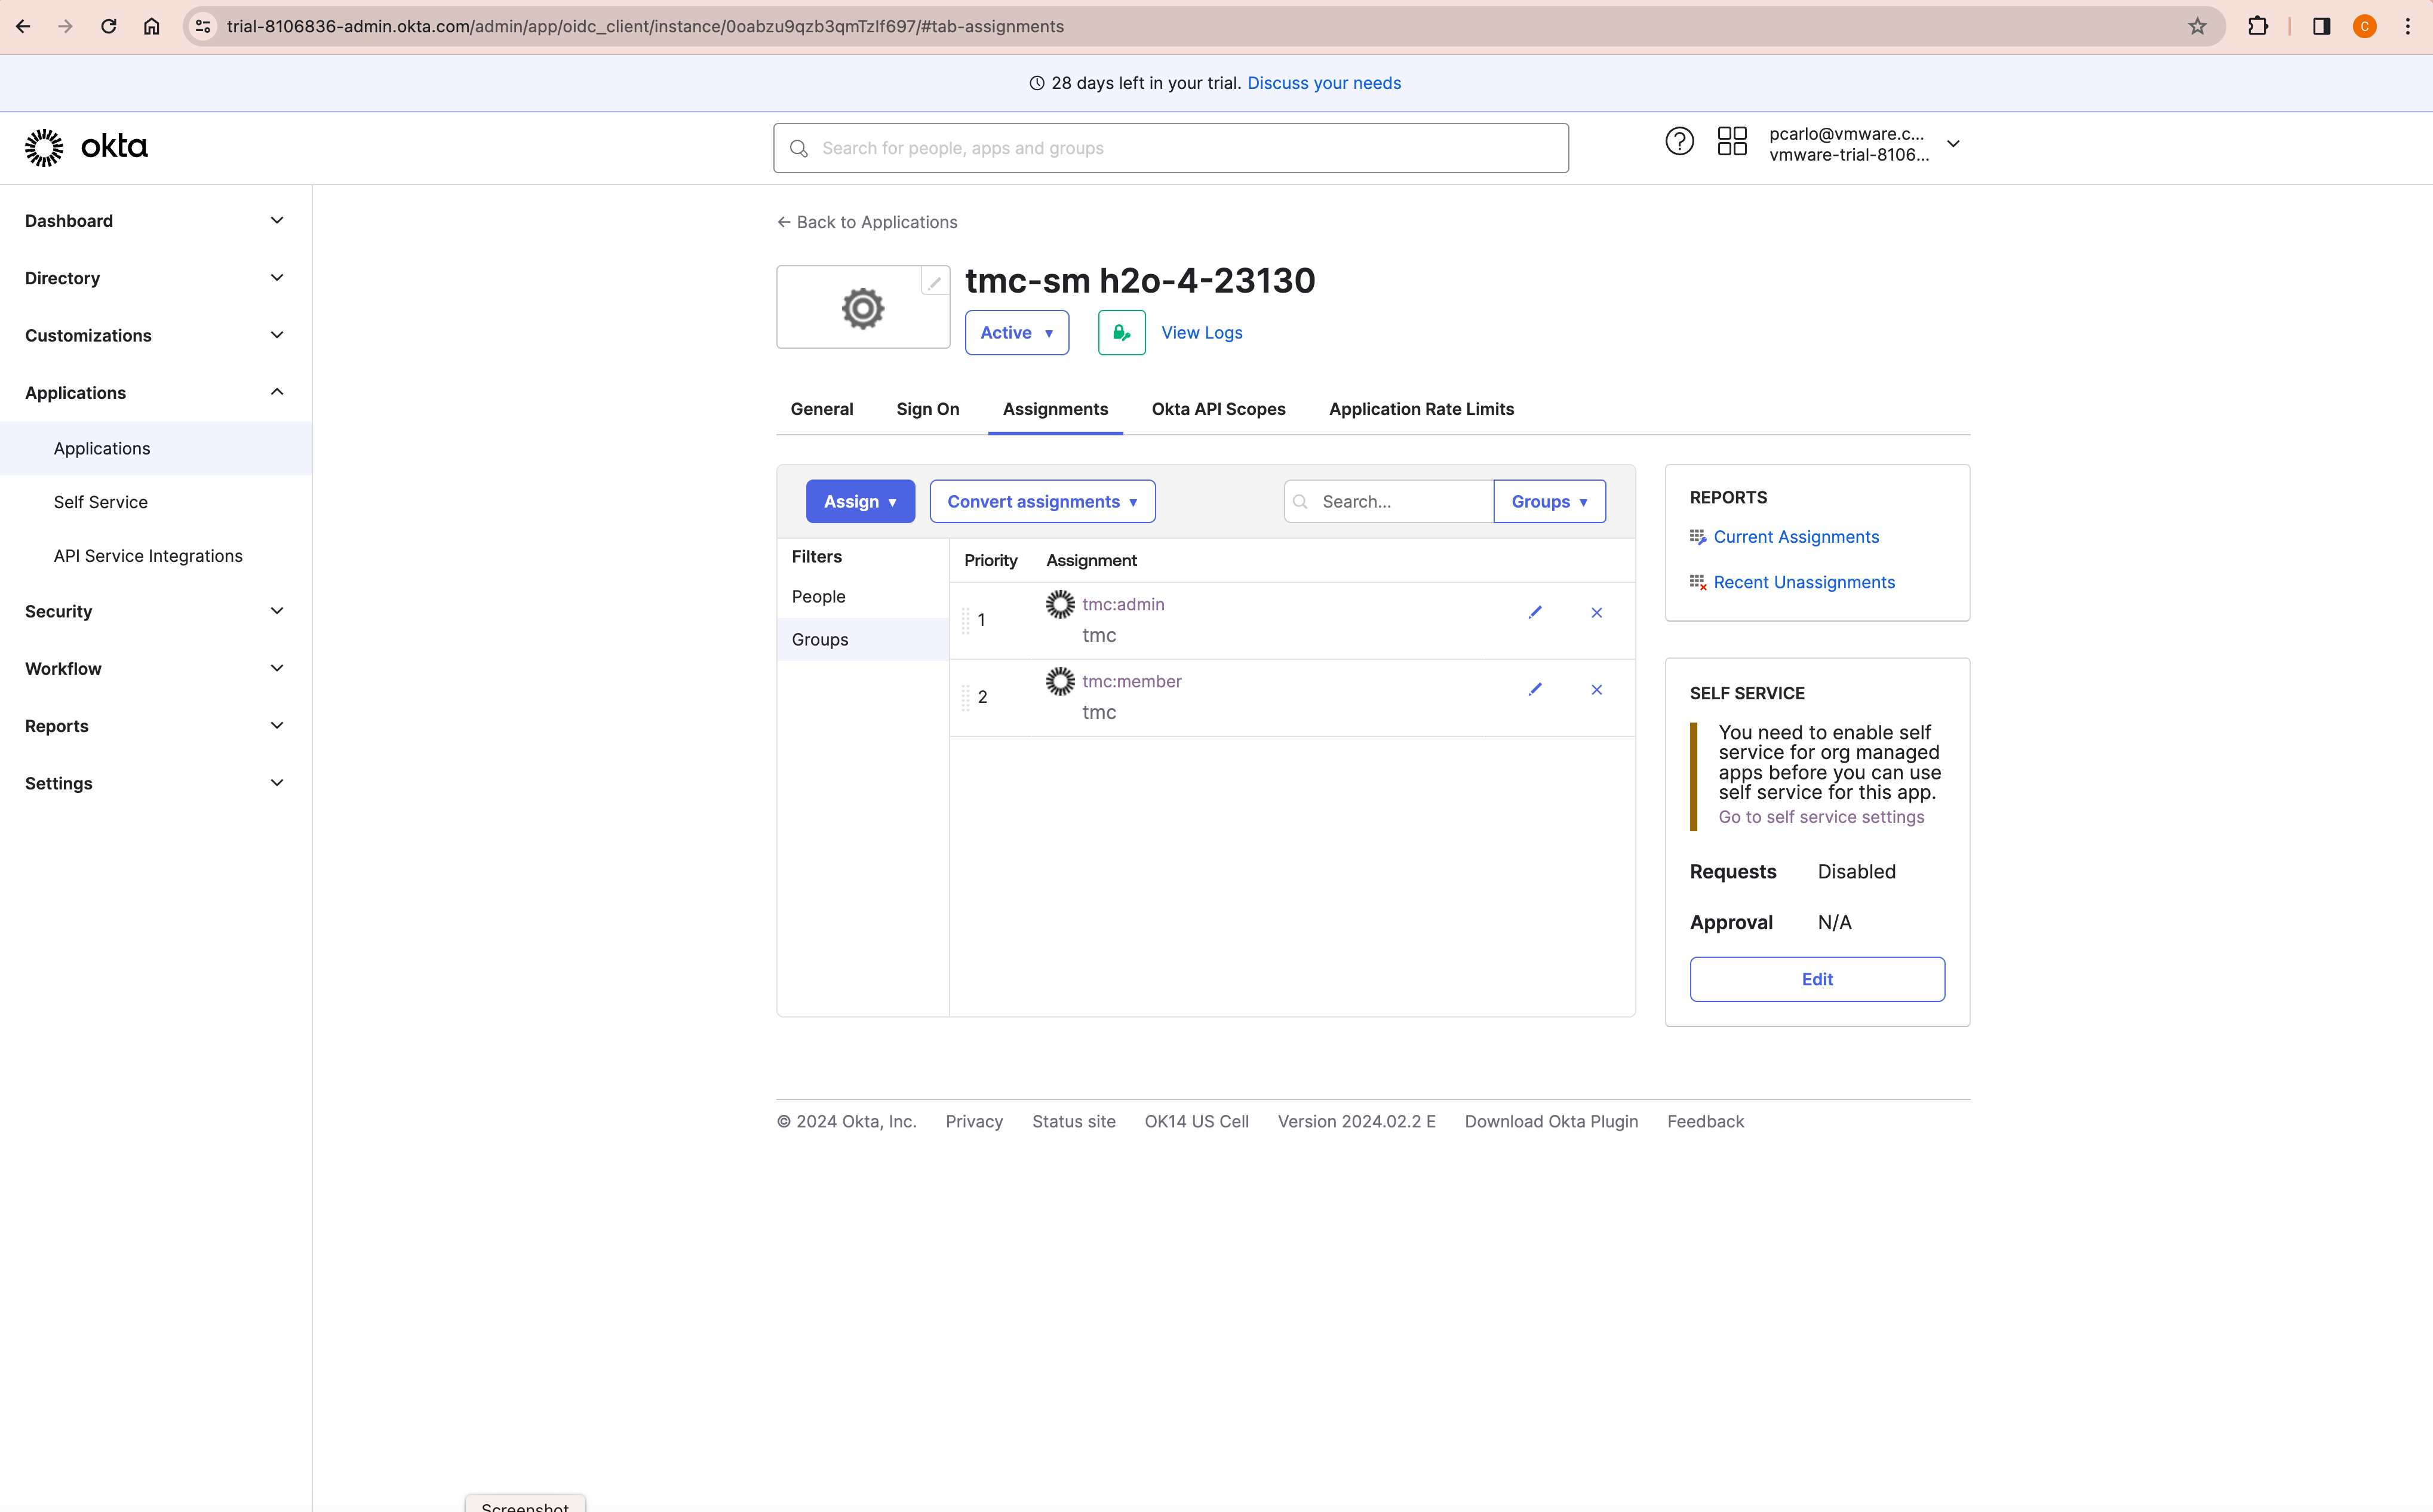 trial-8106836-admin.okta.com/admin/app/oidc_client/instance/0oabzu9qzb3qmTzIf697/#tab-assignments
C
28 days left in your trial. Discuss your needs
okta
Search for people, apps and groups
pcarlo@vmware.c...
vmware-trial-8106...
Dashboard
Directory
Customizations
Applications
Applications
Self Service
API Service Integrations
Security
Workflow
Reports
Settings
← Back to Applications
tmc-sm h2o-4-23130
Active
View Logs
General
Sign On
Assignments
Okta API Scopes
Application Rate Limits
Assign
Convert assignments
Search...
Groups
Filters
People
Groups
Priority
Assignment
1
tmc:admin
tmc
2
tmc:member
tmc
REPORTS
Current Assignments
Recent Unassignments
SELF SERVICE
You need to enable self
service for org managed
apps before you can use
self service for this app.
Go to self service settings
Requests Disabled
Approval N/A
Edit
© 2024 Okta, Inc. Privacy Status site OK14 US Cell Version 2024.02.2 E Download Okta Plugin Feedback
Screenshot